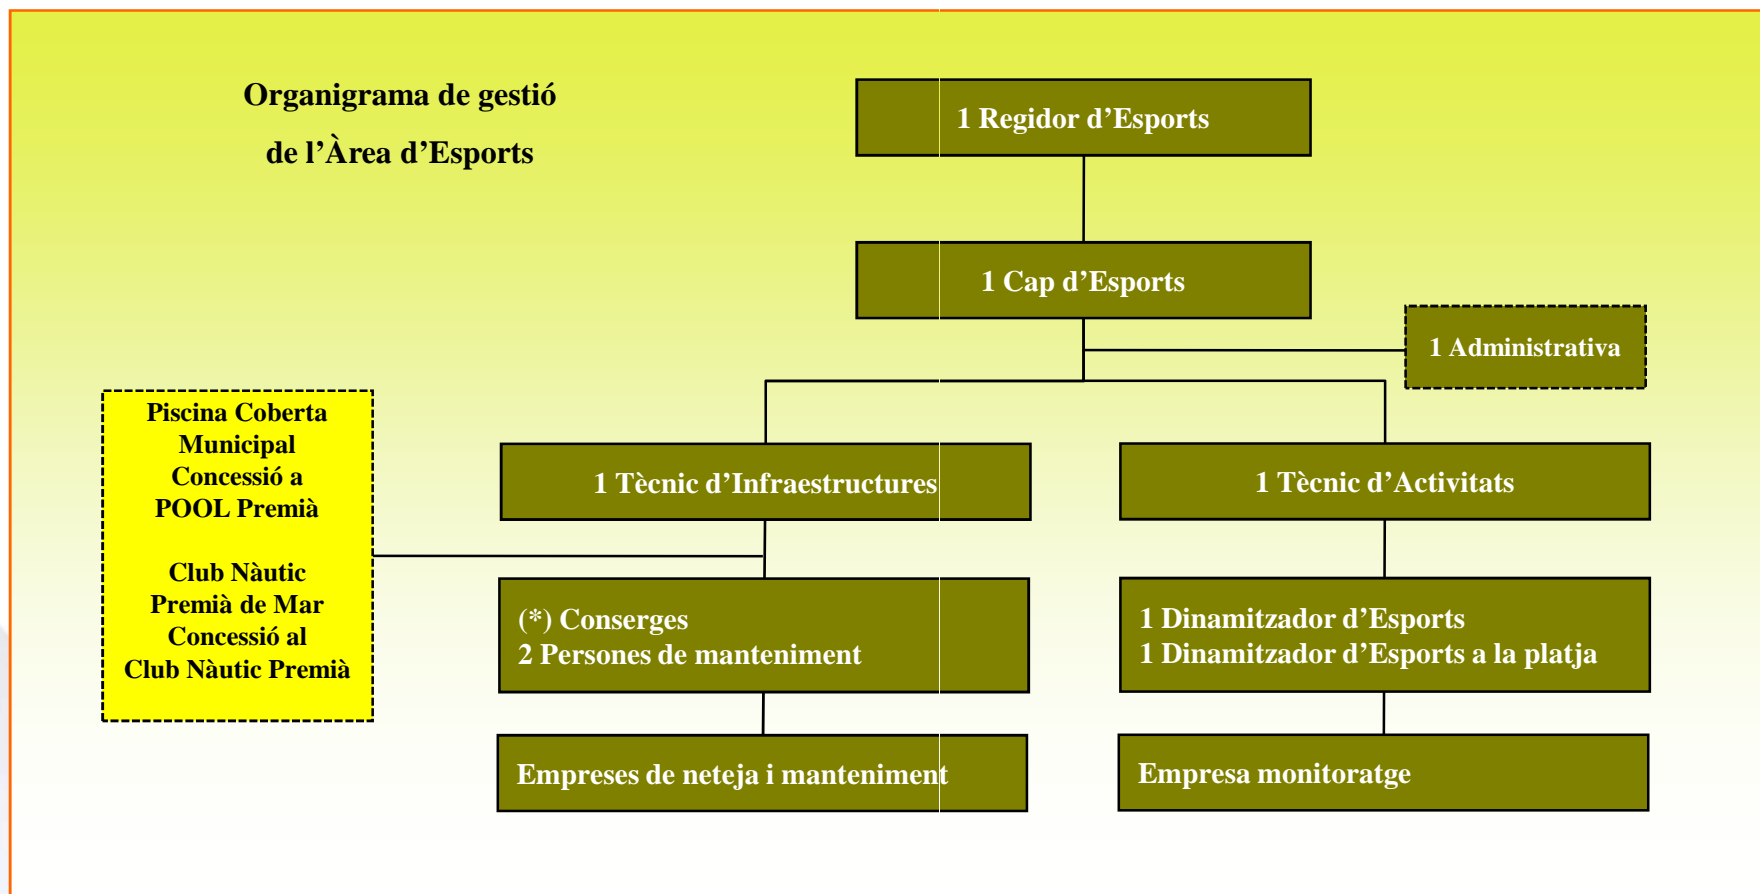 Organigrama de gestió
de l’Àrea d’Esports
1 Regidor d’Esports
1 Cap d’Esports
1 Administrativa
Piscina Coberta
Municipal
Concessió a
POOL Premià
Club Nàutic
Premià de Mar
Concessió al
Club Nàutic Premià
1 Tècnic d’Infraestructures
1 Tècnic d’Activitats
(*) Conserges
2 Persones de manteniment
1 Dinamitzador d’Esports
1 Dinamitzador d’Esports a la platja
Empreses de neteja i manteniment
Empresa monitoratge